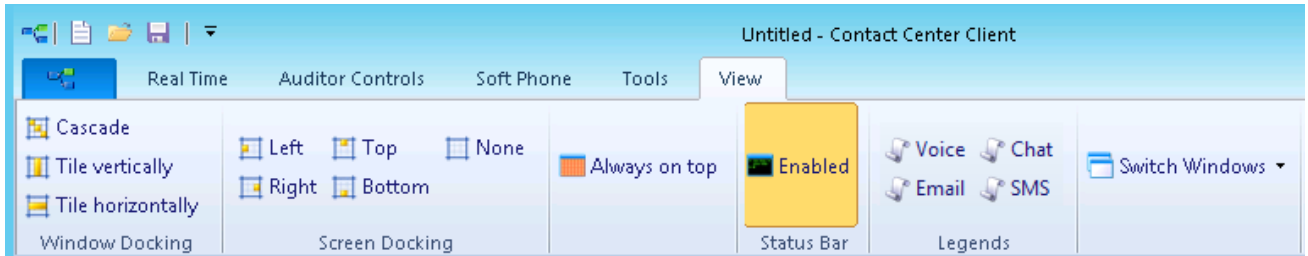 Untitled - Contact Center Client
Real Time Auditor Controls Soft Phone Tools View
Cascade
Tile vertically
Tile horizontally
Window Docking
Left Top None
Right Bottom
Screen Docking
Always on top
Enabled
Status Bar
Voice Chat
Email SMS
Legends
Switch Windows